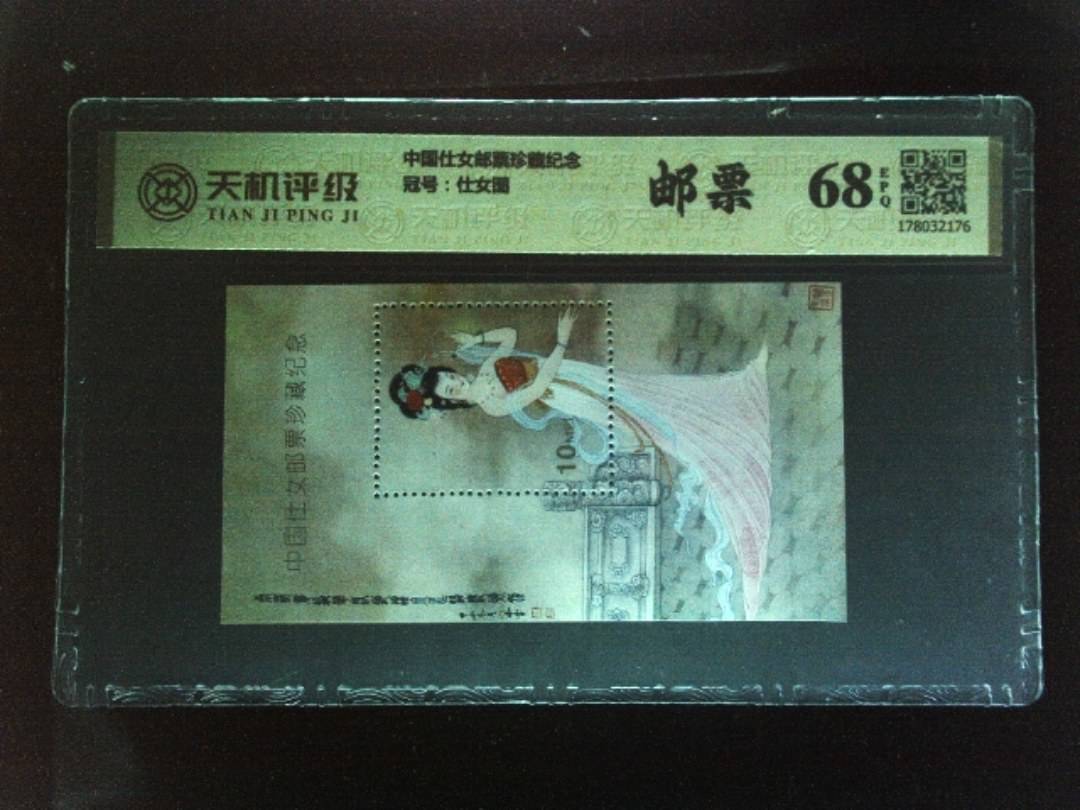 天机评级
TIAN JI PING JI
中国仕女邮票珍藏纪念
冠号：仕女图
邮票
68
EPQ
178032176
中国仕女邮票珍藏纪念
10